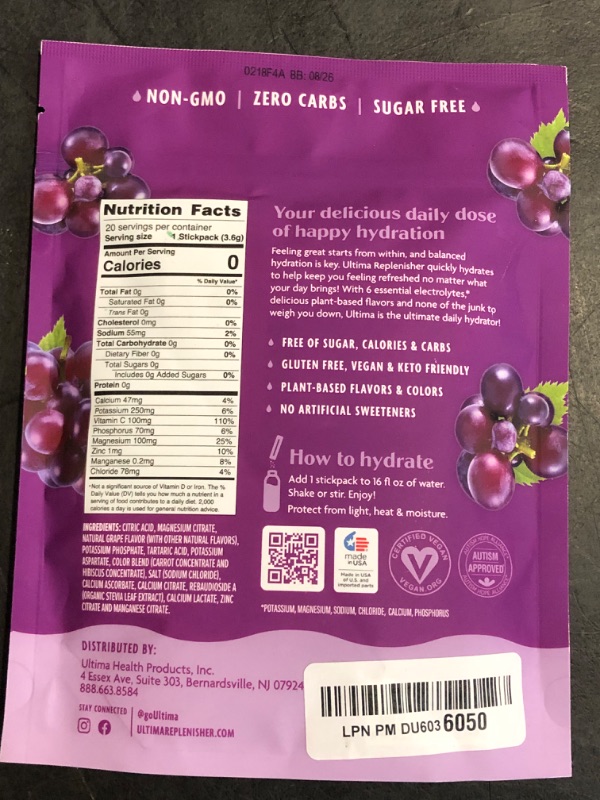 0218F4A BB: 08/26
NON-GMO | ZERO CARBS | SUGAR FREE
Nutrition Facts
20 servings per container
Serving size 1 Stickpack (3.6g)
Amount Per Serving
Calories 0
% Daily Value*
Total Fat 0g 0%
Saturated Fat 0g 0%
Trans Fat 0g
Cholesterol 0mg 0%
Sodium 55mg 2%
Total Carbohydrate 0g 0%
Dietary Fiber 0g 0%
Total Sugars 0g
Includes 0g Added Sugars 0%
Protein 0g
Calcium 47mg 4%
Potassium 250mg 6%
Vitamin C 100mg 110%
Phosphorus 70mg 6%
Magnesium 100mg 25%
Zinc 1mg 10%
Manganese 0.2mg 8%
Chloride 78mg 4%
*Not a significant source of Vitamin D or Iron. The %
Daily Value (DV) tells you how much a nutrient in a
serving of food contributes to a daily diet. 2,000
calories a day is used for general nutrition advice.
INGREDIENTS: CITRIC ACID, MAGNESIUM CITRATE,
NATURAL GRAPE FLAVOR (WITH OTHER NATURAL FLAVORS),
POTASSIUM PHOSPHATE, TARTARIC ACID, POTASSIUM
ASPARTATE, COLOR BLEND (CARROT CONCENTRATE AND
HIBISCUS CONCENTRATE), SALT (SODIUM CHLORIDE),
CALCIUM ASCORBATE, CALCIUM CITRATE, REBAUDIOSIDE A
(ORGANIC STEVIA LEAF EXTRACT), CALCIUM LACTATE, ZINC
CITRATE AND MANGANESE CITRATE.
Your delicious daily dose
of happy hydration
Feeling great starts from within, and balanced
hydration is key. Ultima Replenisher quickly hydrates
to help keep you feeling refreshed no matter what
your day brings! With 6 essential electrolytes,*
delicious plant-based flavors and none of the junk to
weigh you down, Ultima is the ultimate daily hydrator!
FREE OF SUGAR, CALORIES & CARBS
GLUTEN FREE, VEGAN & KETO FRIENDLY
PLANT-BASED FLAVORS & COLORS
NO ARTIFICIAL SWEETENERS
How to hydrate
Add 1 stickpack to 16 fl oz of water.
Shake or stir. Enjoy!
Protect from light, heat & moisture.
made
in USA
Made in USA
of U.S. and
imported parts
CERTIFIED VEGAN
VEGAN.ORG
AUTISM
APPROVED
*POTASSIUM, MAGNESIUM, SODIUM, CHLORIDE, CALCIUM, PHOSPHORUS
DISTRIBUTED BY:
Ultima Health Products, Inc.
4 Essex Ave, Suite 303, Bernardsville, NJ 07924
888.663.8584
STAY CONNECTED
@goUltima
ULTIMAREPLENISHER.COM
LPN PM DU603 6050